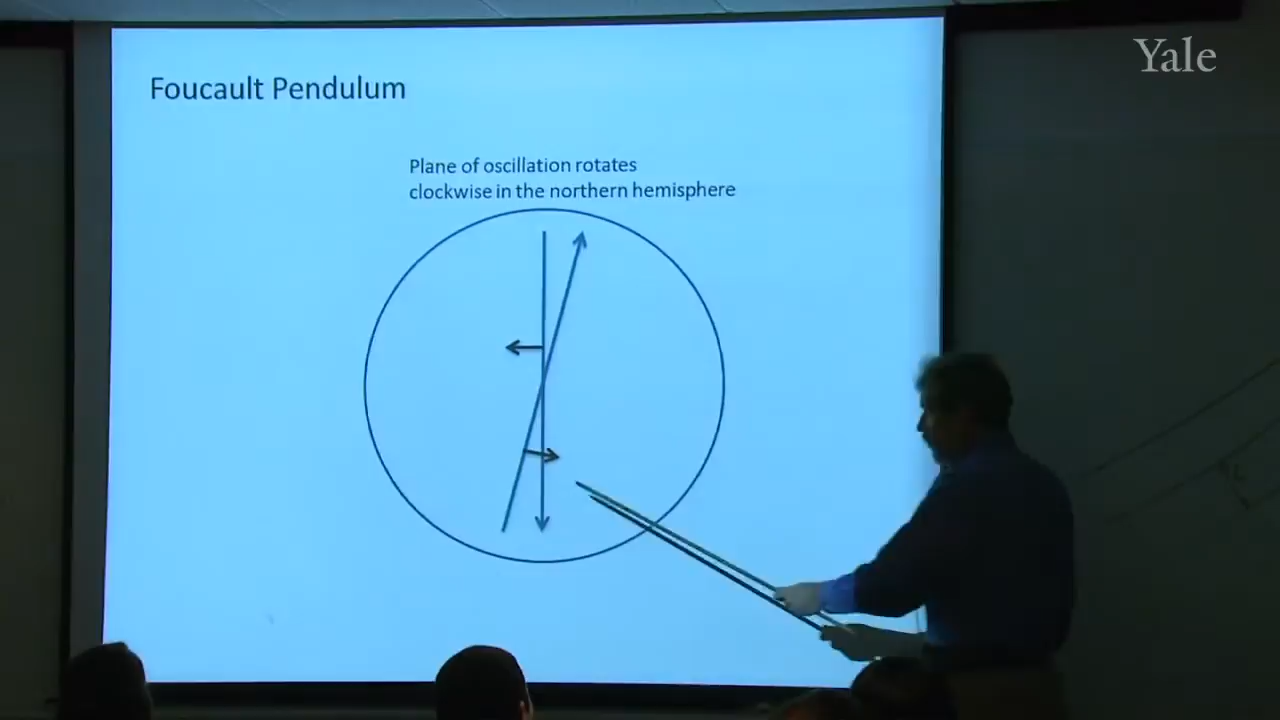 Yale
Foucault Pendulum
Plane of oscillation rotates
clockwise in the northern hemisphere